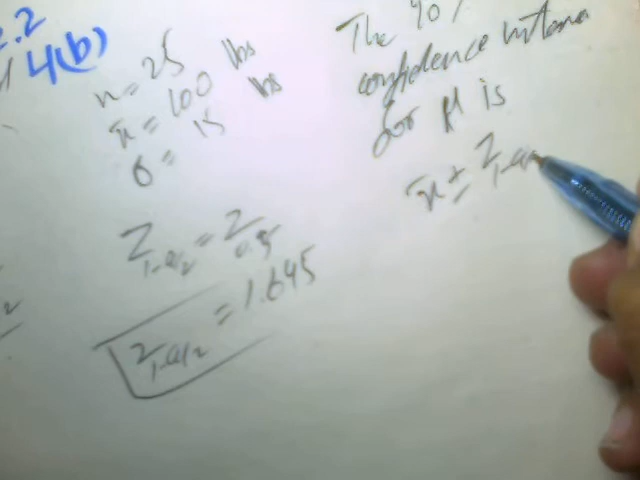 4(b)
n = 25
x̄ = 100 lbs
σ = 15 lbs
Z₁₋α/₂ = Z₀.₉₅
Z₁₋α/₂ = 1.645
The 90%
confidence
for μ is
x̄ ± Z₁₋α